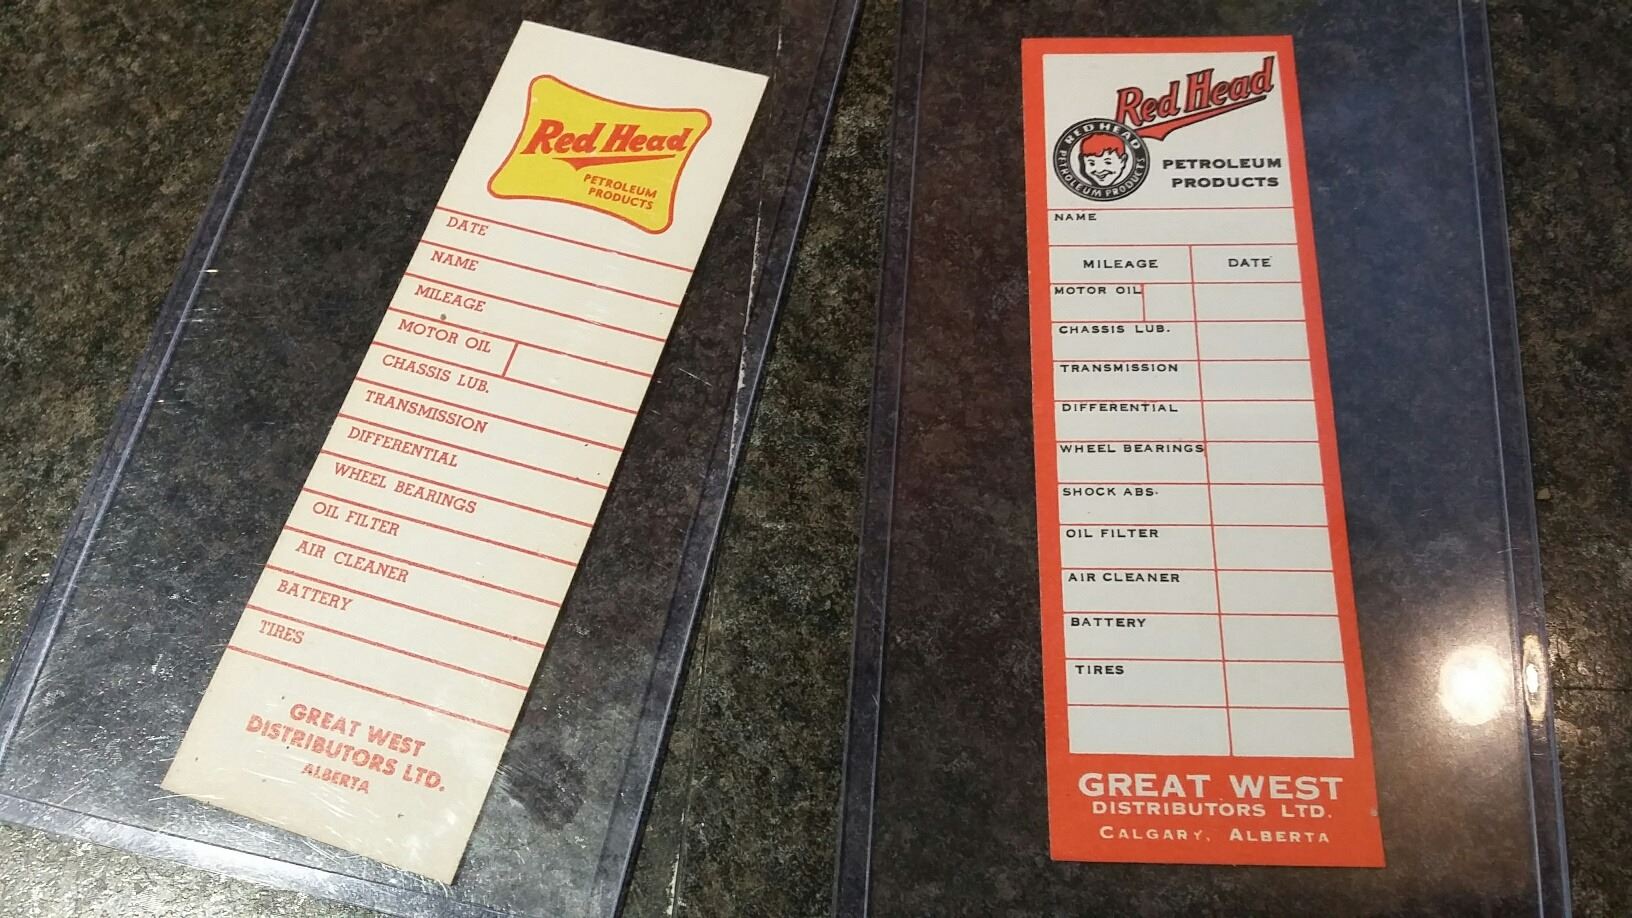 Red Head
PETROLEUM
PRODUCTS
DATE
NAME
MILEAGE
MOTOR OIL
CHASSIS LUB.
TRANSMISSION
DIFFERENTIAL
WHEEL BEARINGS
OIL FILTER
AIR CLEANER
BATTERY
TIRES
GREAT WEST
DISTRIBUTORS LTD.
ALBERTA
Red Head
RED HEAD
PETROLEUM PRODUCTS
PETROLEUM
PRODUCTS
NAME
MILEAGE DATE
MOTOR OIL
CHASSIS LUB.
TRANSMISSION
DIFFERENTIAL
WHEEL BEARINGS
SHOCK ABS.
OIL FILTER
AIR CLEANER
BATTERY
TIRES
GREAT WEST
DISTRIBUTORS LTD.
CALGARY, ALBERTA